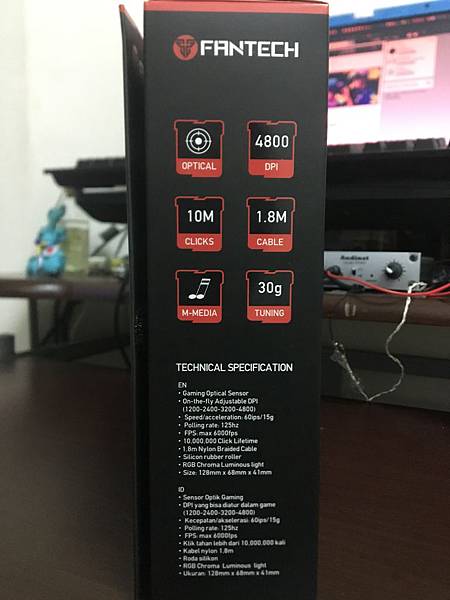 FANTECH
OPTICAL
4800
DPI
10M
CLICKS
1.8M
CABLE
M-MEDIA
30g
TUNING
TECHNICAL SPECIFICATION
EN
• Gaming Optical Sensor
• On-the-fly Adjustable DPI
(1200-2400-3200-4800)
• Speed/acceleration: 60ips/15g
• Polling rate: 125hz
• FPS: max 6000fps
• 10,000,000 Click Lifetime
• 1.8m Nylon Braided Cable
• Silicon rubber roller
• RGB Chroma Luminous light
• Size: 128mm x 68mm x 41mm
ID
• Sensor Optik Gaming
• DPI yang bisa diatur dalam game
(1200-2400-3200-4800)
• Kecepatan/akselerasi: 60ips/15g
• Polling rate: 125hz
• FPS: max 6000fps
• Klik tahan lebih dari 10,000,000 kali
• Kabel nylon 1.8m
• Roda silikon
• RGB Chroma Luminous light
• Ukuran: 128mm x 68mm x 41mm
Audinst